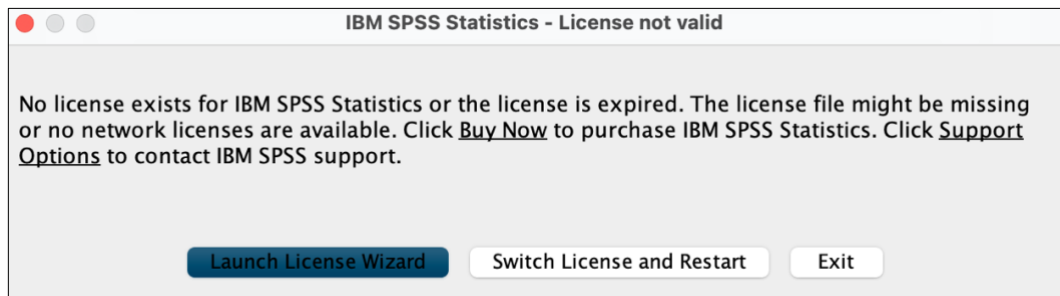 IBM SPSS Statistics - License not valid
No license exists for IBM SPSS Statistics or the license is expired. The license file might be missing
or no network licenses are available. Click Buy Now to purchase IBM SPSS Statistics. Click Support
Options to contact IBM SPSS support.
Launch License Wizard Switch License and Restart Exit